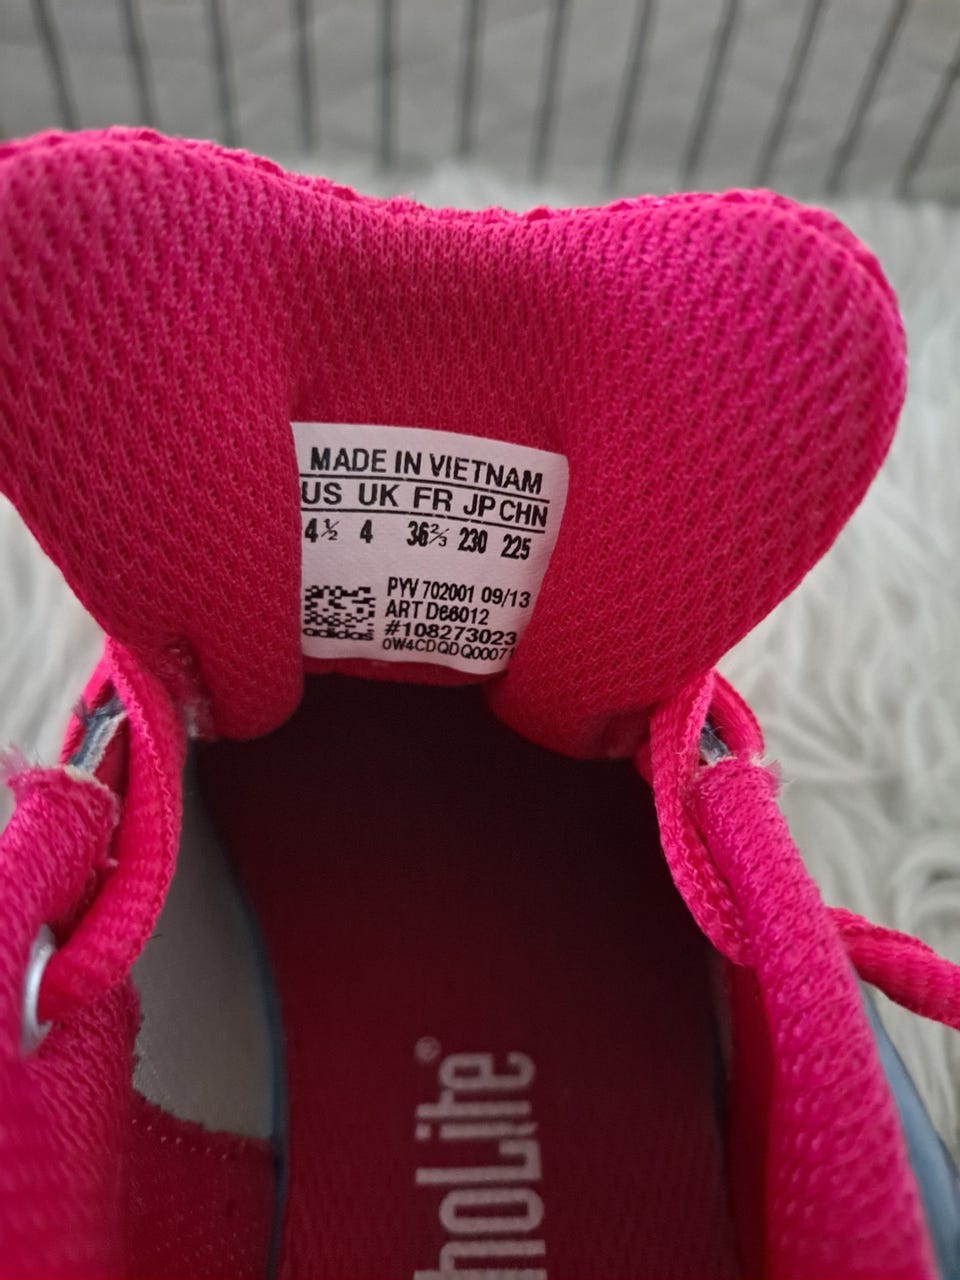 MADE IN VIETNAM
US UK FR JP CHN
4½ 4 36⅔ 230 225
PYV 702001 09/13
ART D66012
#108273023
0W4CDQDQ00071
adidas
hoLite®